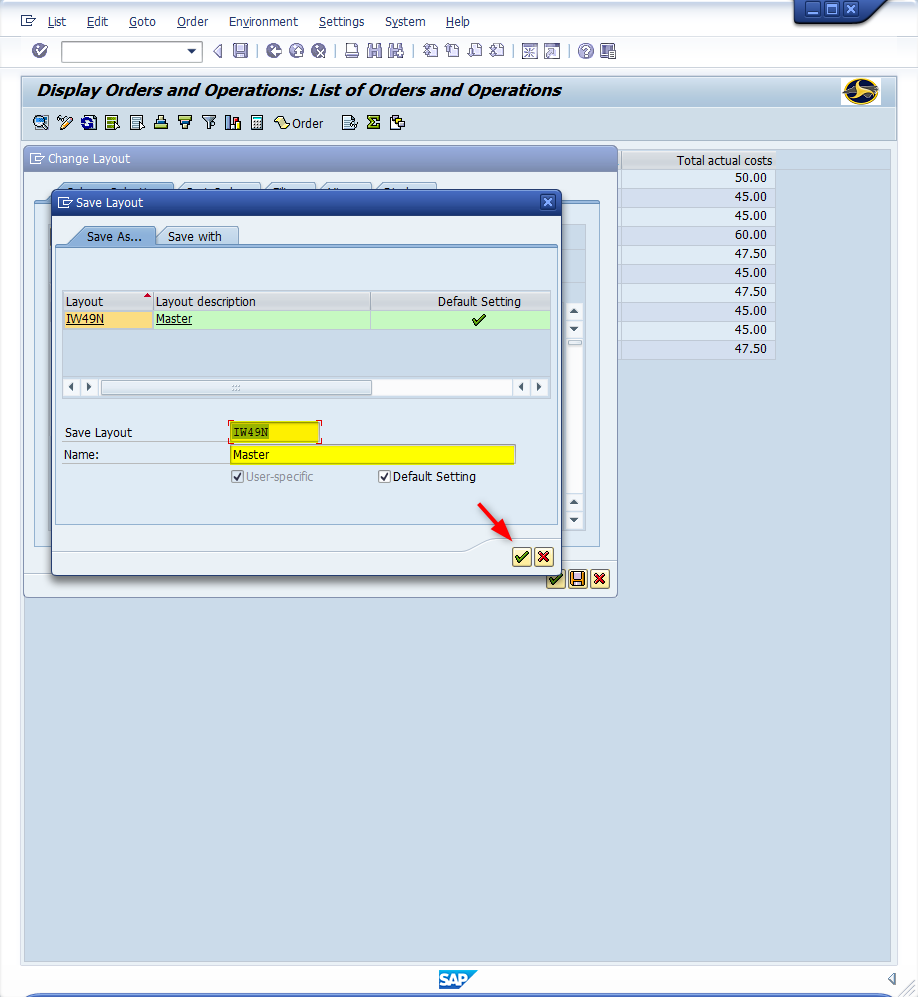 List Edit Goto Order Environment Settings System Help
Display Orders and Operations: List of Orders and Operations
Order
Change Layout
Total actual costs
50.00
45.00
45.00
60.00
47.50
45.00
47.50
45.00
45.00
47.50
Save Layout
Save As... Save with
Layout Layout description Default Setting
IW49N Master
Save Layout IW49N
Name: Master
User-specific Default Setting
SAP